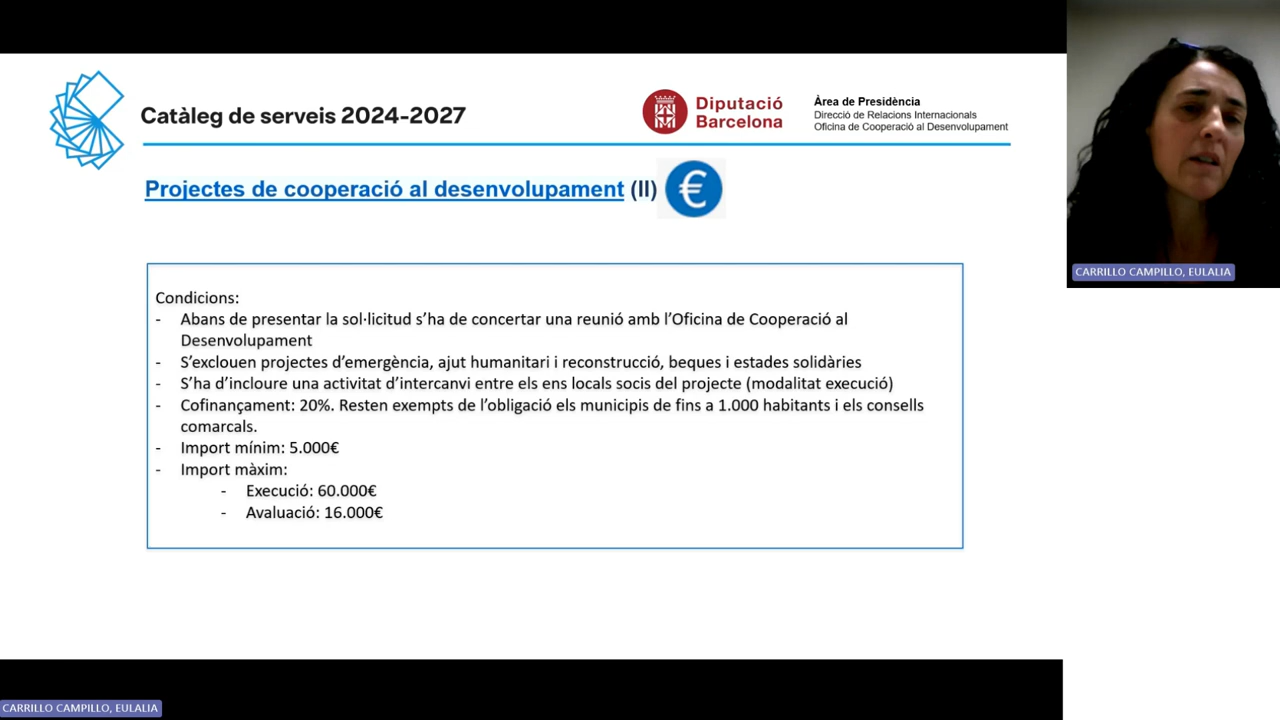 Catàleg de serveis 2024-2027
Diputació
Barcelona
Àrea de Presidència
Direcció de Relacions Internacionals
Oficina de Cooperació al Desenvolupament
Projectes de cooperació al desenvolupament (II)
€
Condicions:
- Abans de presentar la sol·licitud s’ha de concertar una reunió amb l’Oficina de Cooperació al
Desenvolupament
- S’exclouen projectes d’emergència, ajut humanitari i reconstrucció, beques i estades solidàries
- S’ha d’incloure una activitat d’intercanvi entre els ens locals socis del projecte (modalitat execució)
- Cofinançament: 20%. Resten exempts de l’obligació els municipis de fins a 1.000 habitants i els consells
comarcals.
- Import mínim: 5.000€
- Import màxim:
- Execució: 60.000€
- Avaluació: 16.000€
CARRILLO CAMPILLO, EULALIA
CARRILLO CAMPILLO, EULALIA